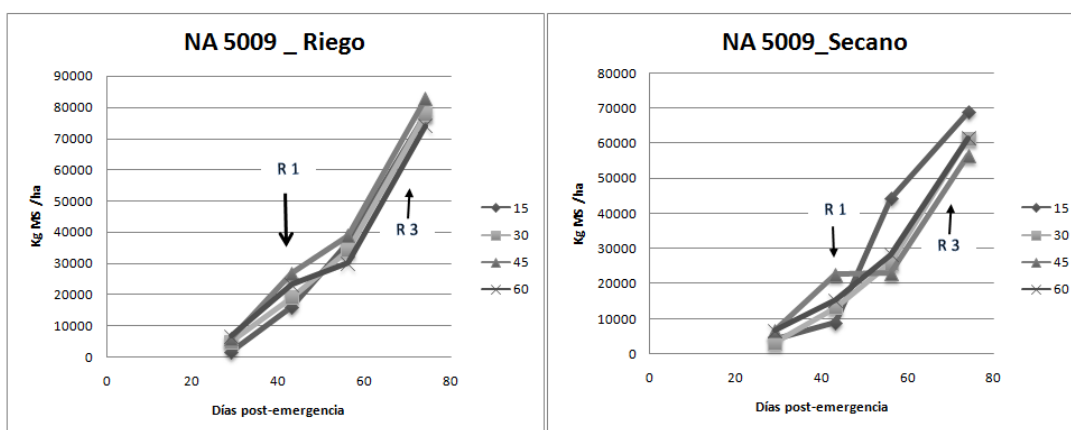 NA 5009 _ Riego
90000
80000
70000
60000
50000
40000
30000
20000
10000
0
Kg MS /ha
R 1
R 3
0 20 40 60 80
Días post-emergencia
15
30
45
60
NA 5009_Secano
80000
70000
60000
50000
40000
30000
20000
10000
0
Kg MS /ha
R 1
R 3
0 20 40 60 80
Días post-emergencia
15
30
45
60